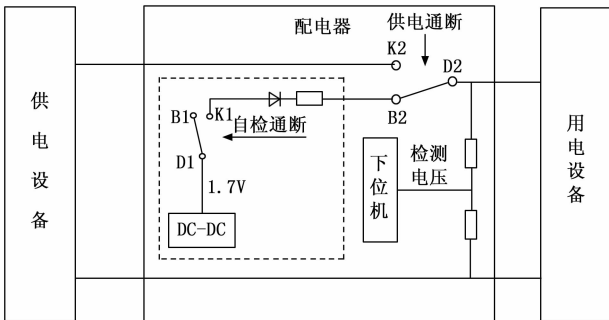 配电器
供电通断
K2
D2
B2
供电设备
B1
K1
自检通断
D1
1.7V
DC-DC
下位机
检测
电压
用电设备